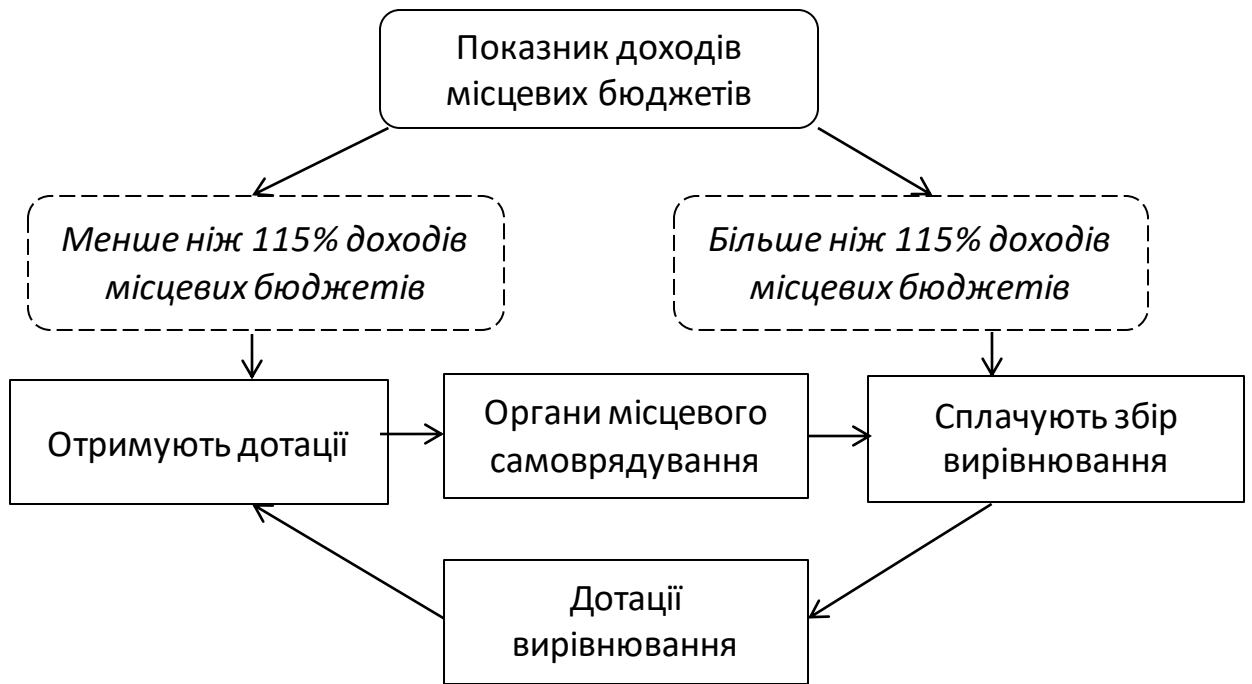 Показник доходів
місцевих бюджетів
Менше ніж 115% доходів
місцевих бюджетів
Більше ніж 115% доходів
місцевих бюджетів
Отримують дотації
Органи місцевого
самоврядування
Сплачують збір
вирівнювання
Дотації
вирівнювання